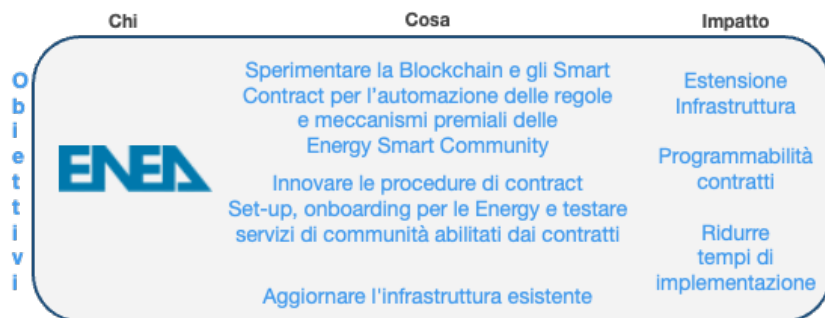 Chi
Cosa
Impatto
Obiettivi
ENEA
Sperimentare la Blockchain e gli Smart
Contract per l'automazione delle regole
e meccanismi premiali delle
Energy Smart Community
Innovare le procedure di contract
Set-up, onboarding per le Energy e testare
servizi di communità abilitati dai contratti
Aggiornare l'infrastruttura esistente
Estensione
Infrastruttura
Programmabilità
contratti
Ridurre
tempi di
implementazione